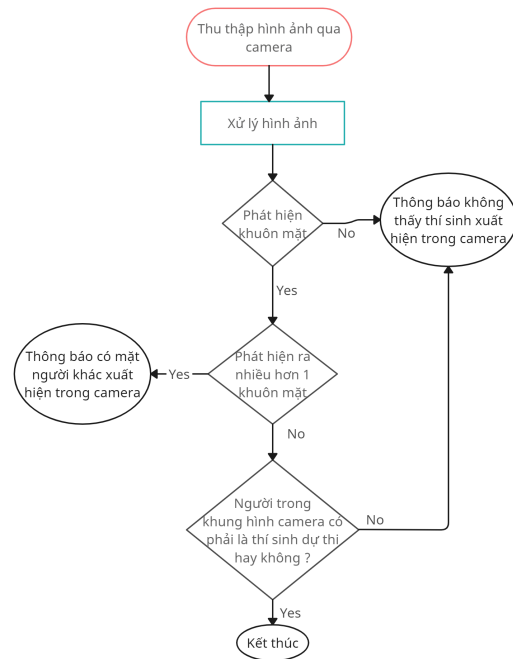 Thu thập hình ảnh qua
camera
Xử lý hình ảnh
Phát hiện
khuôn mặt
No
Thông báo không
thấy thí sinh xuất
hiện trong camera
Yes
Phát hiện ra
nhiều hơn 1
khuôn mặt
Yes
Thông báo có mặt
người khác xuất
hiện trong camera
No
Người trong
khung hình camera có
phải là thí sinh dự thi
hay không ?
No
Yes
Kết thúc